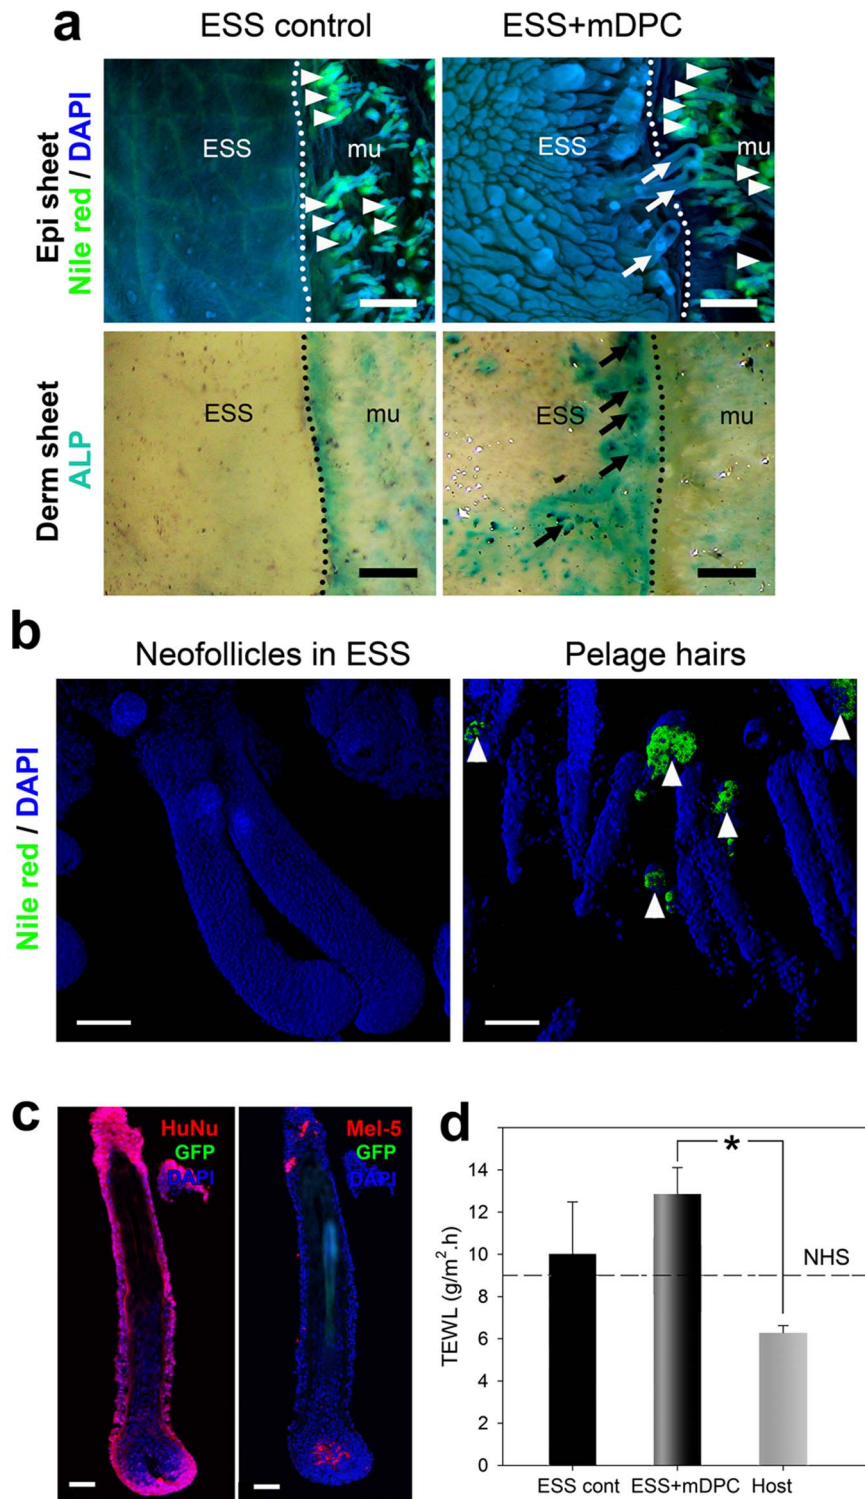 a
ESS control
ESS+mDPC
Epi sheet
Nile red / DAPI
ESS
mu
ESS
mu
Derm sheet
ALP
ESS
mu
ESS
mu
b
Neofollicles in ESS
Pelage hairs
Nile red / DAPI
c
HuNu
GFP
DAPI
Mel-5
GFP
DAPI
d
TEWL (g/m².h)
14
12
10
8
6
4
2
0
*
NHS
ESS cont
ESS+mDPC
Host